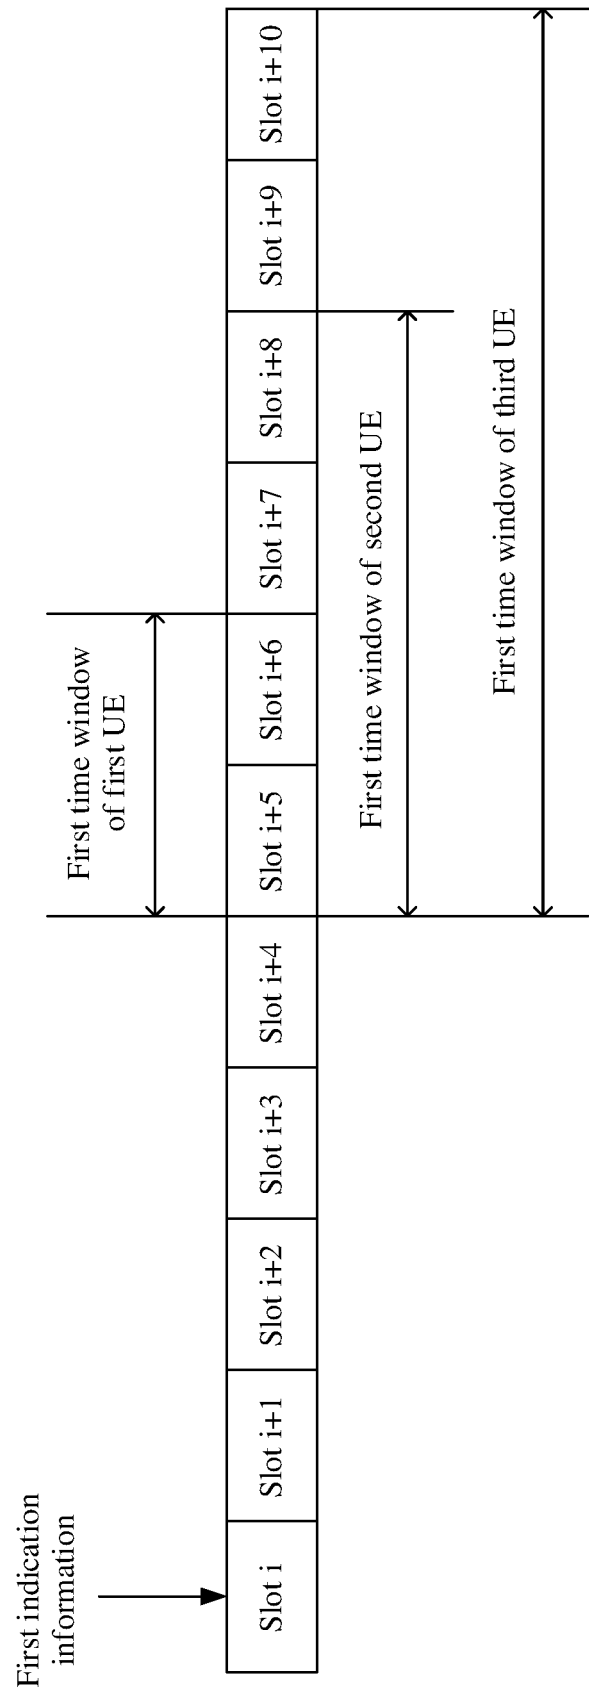 First indication
information
Slot i
Slot i+1
Slot i+2
Slot i+3
Slot i+4
Slot i+5
Slot i+6
Slot i+7
Slot i+8
Slot i+9
Slot i+10
First time window
of first UE
First time window of second UE
First time window of third UE